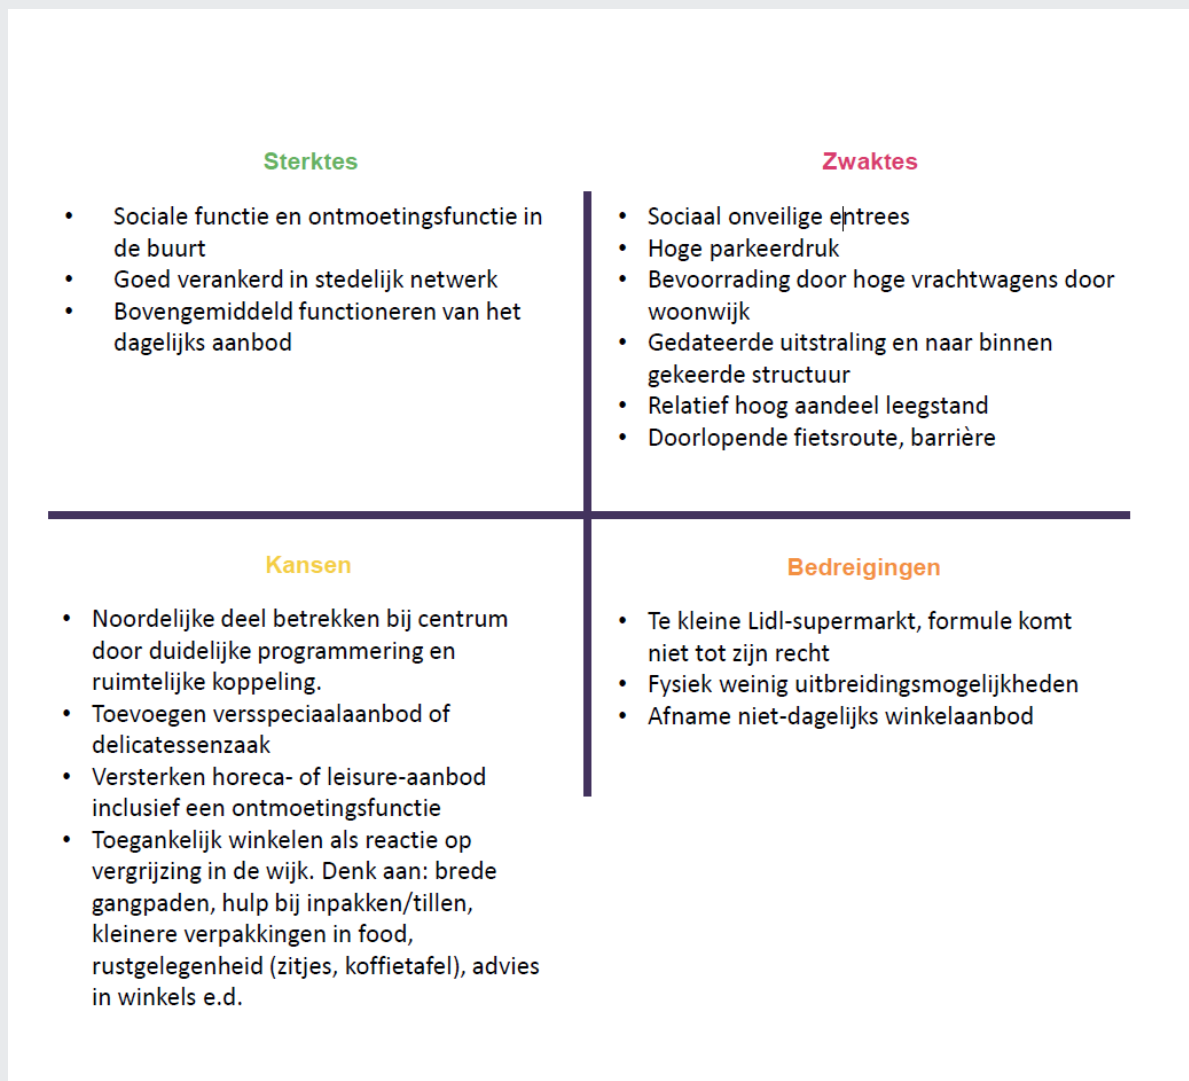 Sterktes
• Sociale functie en ontmoetingsfunctie in
de buurt
• Goed verankerd in stedelijk netwerk
• Bovengemiddeld functioneren van het
dagelijks aanbod
Zwaktes
• Sociaal onveilige entrees
• Hoge parkeerdruk
• Bevoorrading door hoge vrachtwagens door
woonwijk
• Gedateerde uitstraling en naar binnen
gekeerde structuur
• Relatief hoog aandeel leegstand
• Doorlopende fietsroute, barrière
Kansen
• Noordelijke deel betrekken bij centrum
door duidelijke programmering en
ruimtelijke koppeling.
• Toevoegen versspeciaalaanbod of
delicatessenzaak
• Versterken horeca- of leisure-aanbod
inclusief een ontmoetingsfunctie
• Toegankelijk winkelen als reactie op
vergrijzing in de wijk. Denk aan: brede
gangpaden, hulp bij inpakken/tillen,
kleinere verpakkingen in food,
rustgelegenheid (zitjes, koffietafel), advies
in winkels e.d.
Bedreigingen
• Te kleine Lidl-supermarkt, formule komt
niet tot zijn recht
• Fysiek weinig uitbreidingsmogelijkheden
• Afname niet-dagelijks winkelaanbod